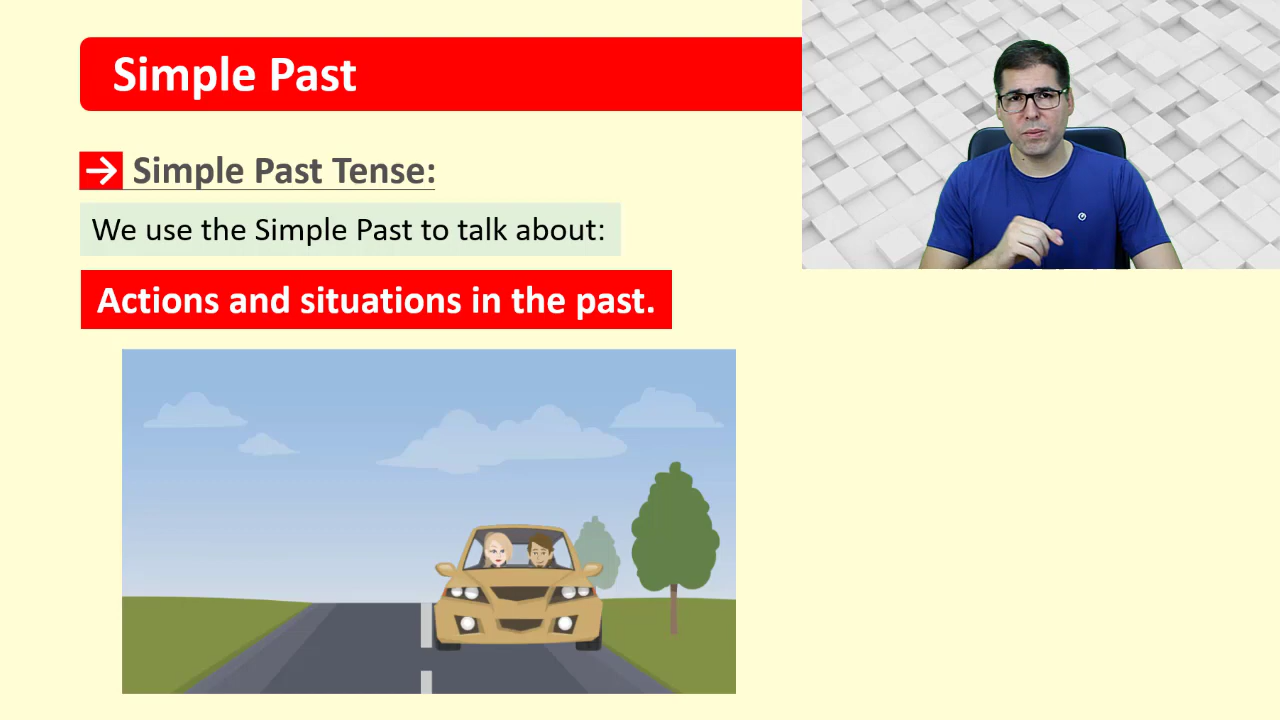 Simple Past
Simple Past Tense:
We use the Simple Past to talk about:
Actions and situations in the past.